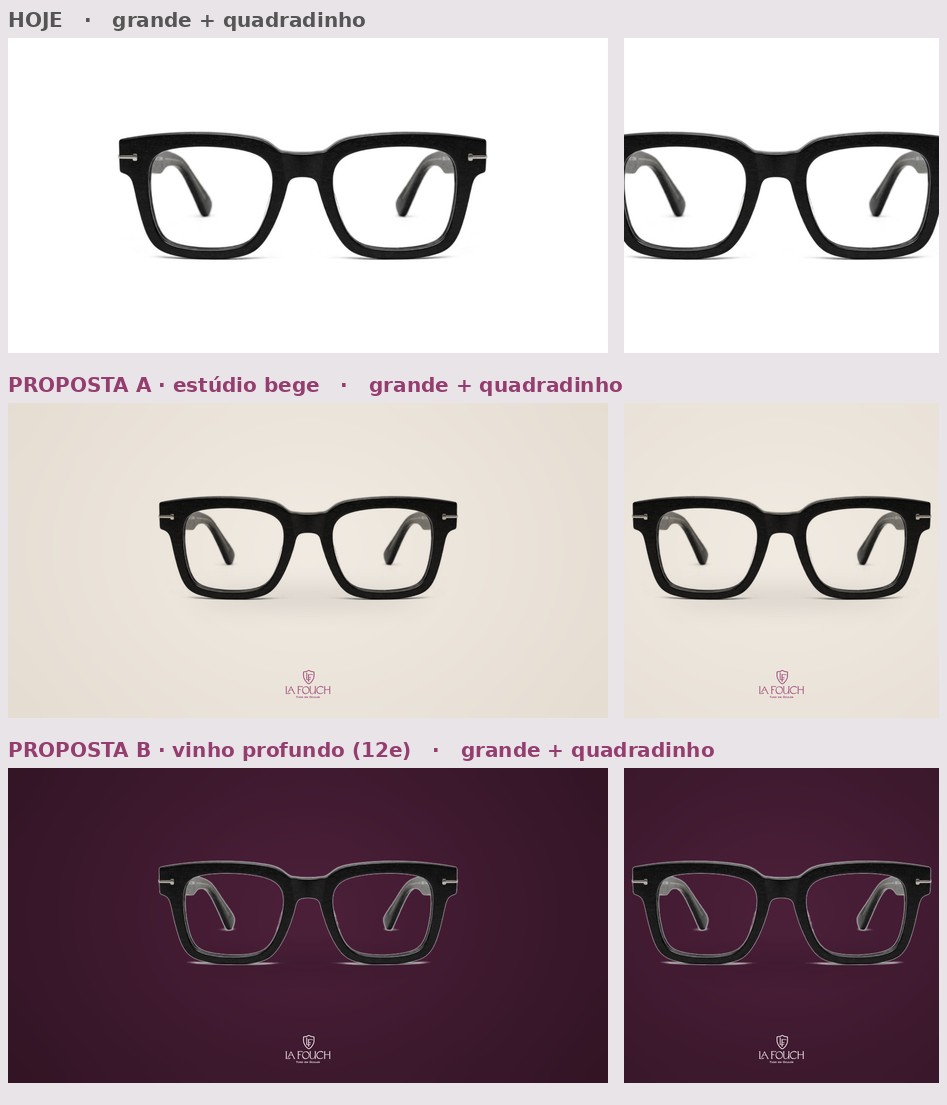 HOJE · grande + quadradinho
PROPOSTA A · estúdio bege · grande + quadradinho
LA FOUCH
LA FOUCH
PROPOSTA B · vinho profundo (12e) · grande + quadradinho
LA FOUCH
LA FOUCH